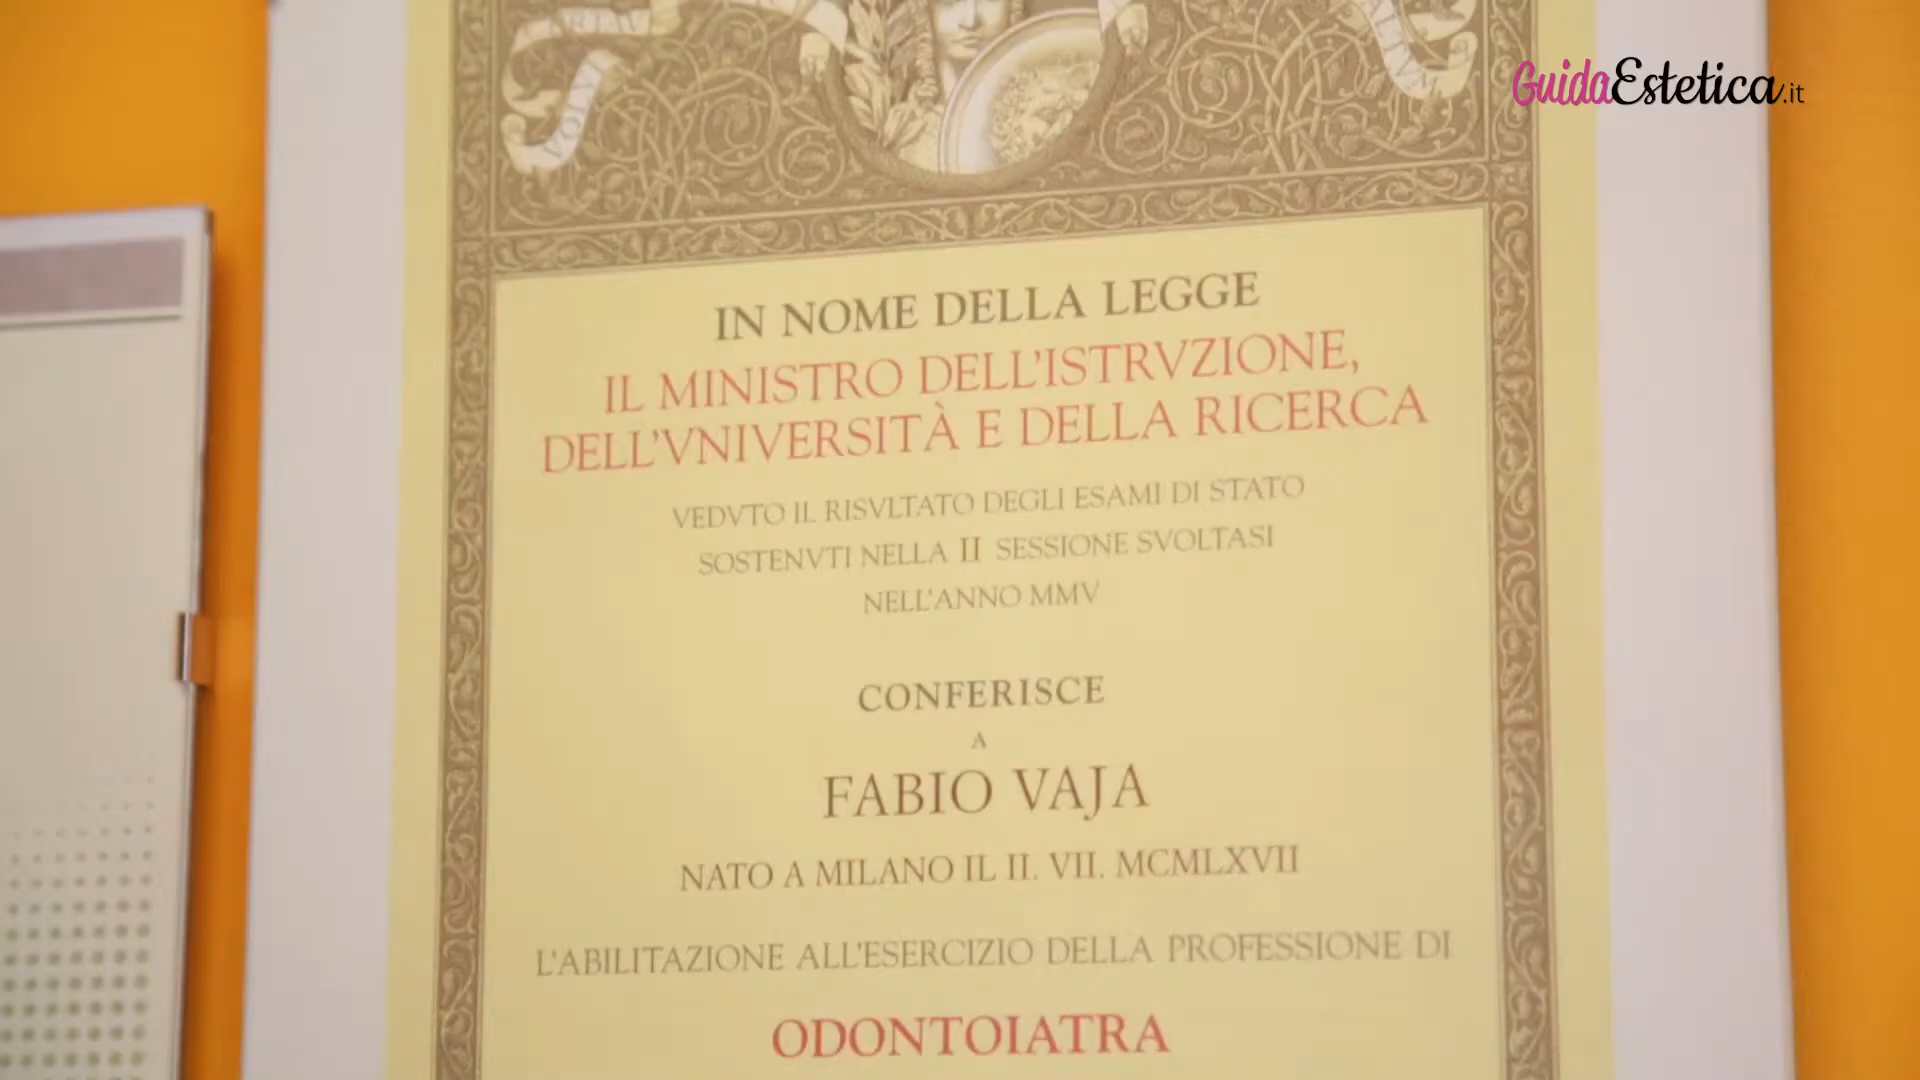 GuidaEstetica.it
IN NOME DELLA LEGGE
IL MINISTRO DELL'ISTRVZIONE,
DELL'VNIVERSITÀ E DELLA RICERCA
VEDVTO IL RISVLTATO DEGLI ESAMI DI STATO
SOSTENVTI NELLA II SESSIONE SVOLTASI
NELL'ANNO MMV
CONFERISCE
A
FABIO VAJA
NATO A MILANO IL II. VII. MCMLXVII
L'ABILITAZIONE ALL'ESERCIZIO DELLA PROFESSIONE DI
ODONTOIATRA